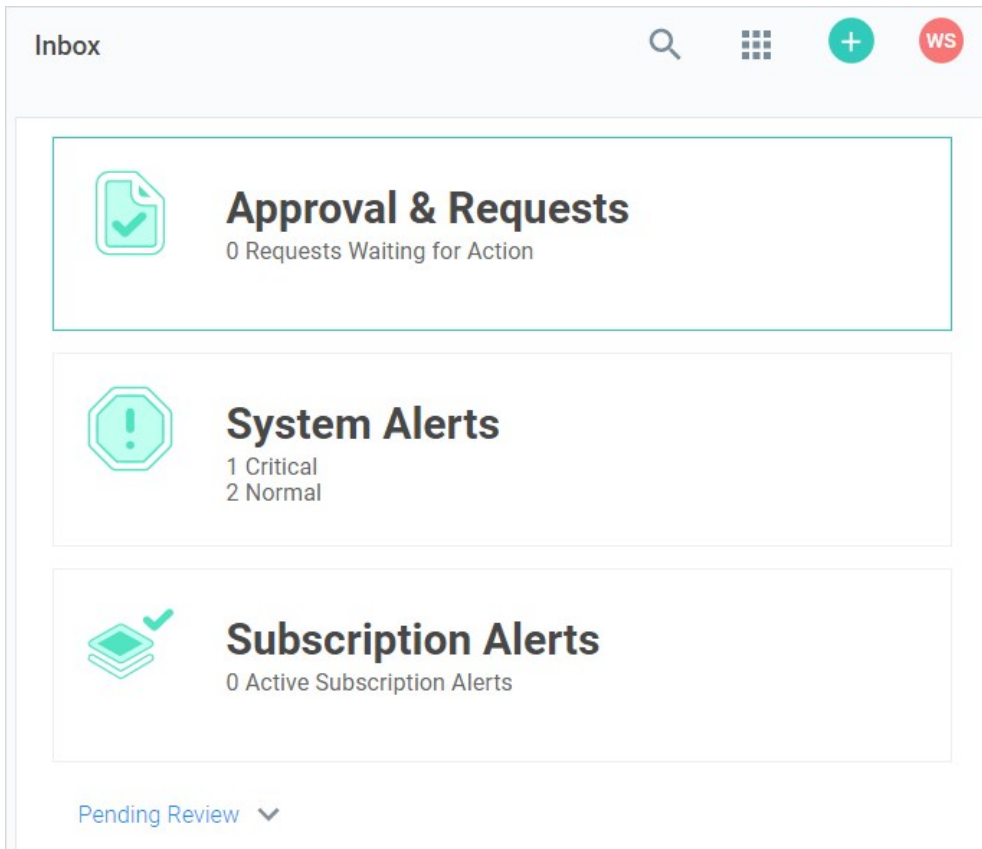 Inbox
WS
Approval & Requests
0 Requests Waiting for Action
System Alerts
1 Critical
2 Normal
Subscription Alerts
0 Active Subscription Alerts
Pending Review